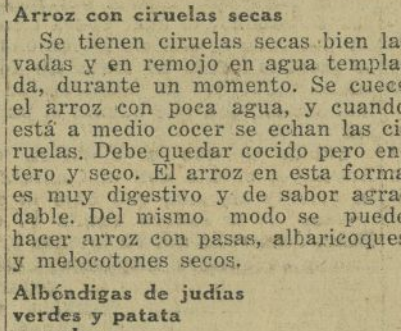 Arroz con ciruelas secas
Se tienen ciruelas secas bien la
vadas y en remojo en agua templa
da, durante un momento. Se cuece
el arroz con poca agua, y cuando
está a medio cocer se echan las ci
ruelas. Debe quedar cocido pero en
tero y seco. El arroz en esta forma
es muy digestivo y de sabor agra
dable. Del mismo modo se puede
hacer arroz con pasas, albaricoques
y melocotones secos.
Albóndigas de judías
verdes y patata